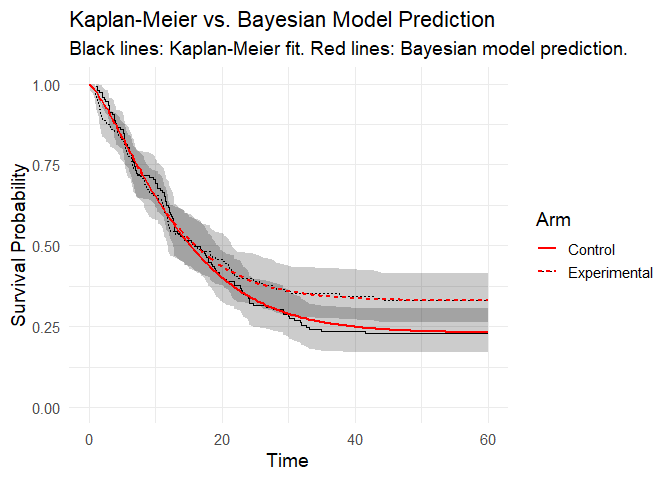 Kaplan-Meier vs. Bayesian Model Prediction
Black lines: Kaplan-Meier fit. Red lines: Bayesian model prediction.
Survival Probability
1.00
0.75
0.50
0.25
0.00
0
20
40
60
Time
Arm
Control
Experimental